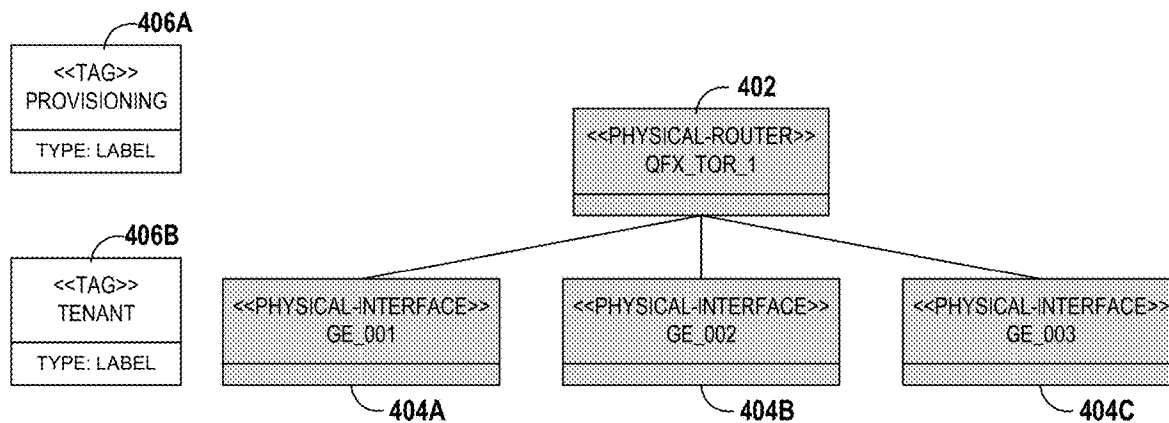 406A
<<TAG>>
PROVISIONING
TYPE: LABEL
402
<<PHYSICAL-ROUTER>>
QFX_TOR_1
406B
<<TAG>>
TENANT
TYPE: LABEL
<<PHYSICAL-INTERFACE>>
GE_001
404A
<<PHYSICAL-INTERFACE>>
GE_002
404B
<<PHYSICAL-INTERFACE>>
GE_003
404C